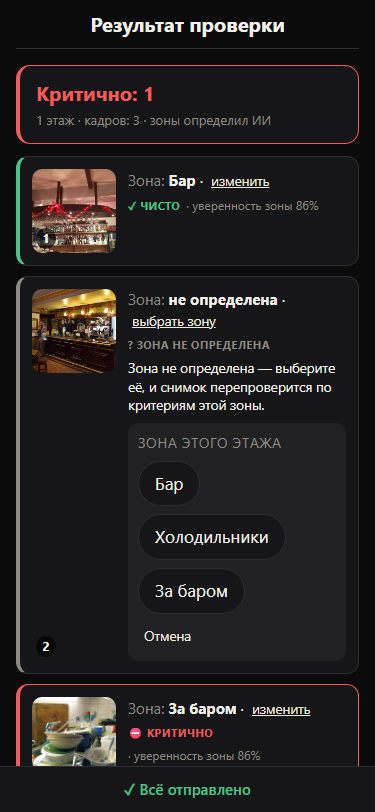 Результат проверки
Критично: 1
1 этаж · кадров: 3 · зоны определил ИИ
Зона: Бар · изменить
✓ ЧИСТО · уверенность зоны 86%
1
Зона: не определена ·
выбрать зону
? ЗОНА НЕ ОПРЕДЕЛЕНА
Зона не определена — выберите
её, и снимок перепроверится по
критериям этой зоны.
ЗОНА ЭТОГО ЭТАЖА
Бар
Холодильники
За баром
Отмена
2
Зона: За баром · изменить
⛔ КРИТИЧНО
· уверенность зоны 86%
✓ Всё отправлено